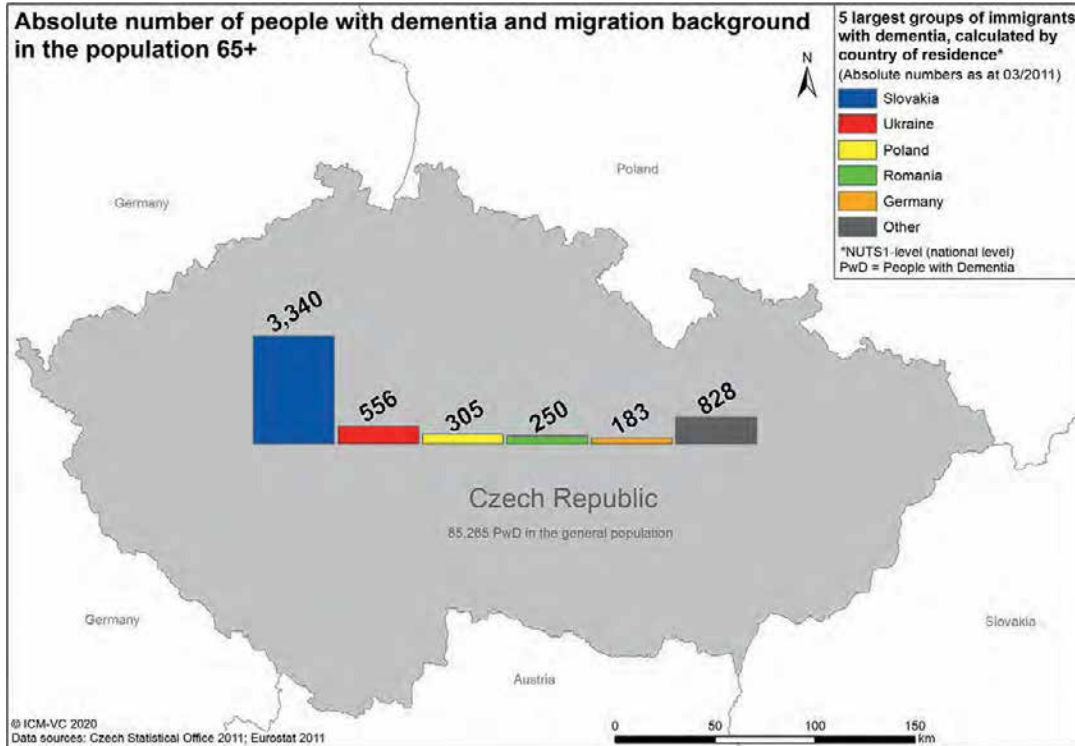 Absolute number of people with dementia and migration background
in the population 65+
5 largest groups of immigrants
with dementia, calculated by
country of residence*
(Absolute numbers as at 03/2011)
Slovakia
Ukraine
Poland
Romania
Germany
Other
*NUTS1-level (national level)
PwD = People with Dementia
N
Poland
Germany
3,340
556
305
250
183
828
Czech Republic
85,265 PwD in the general population
Germany
Slovakia
Austria
© ICM-VC 2020
Data sources: Czech Statistical Office 2011; Eurostat 2011
0 50 100 150
km